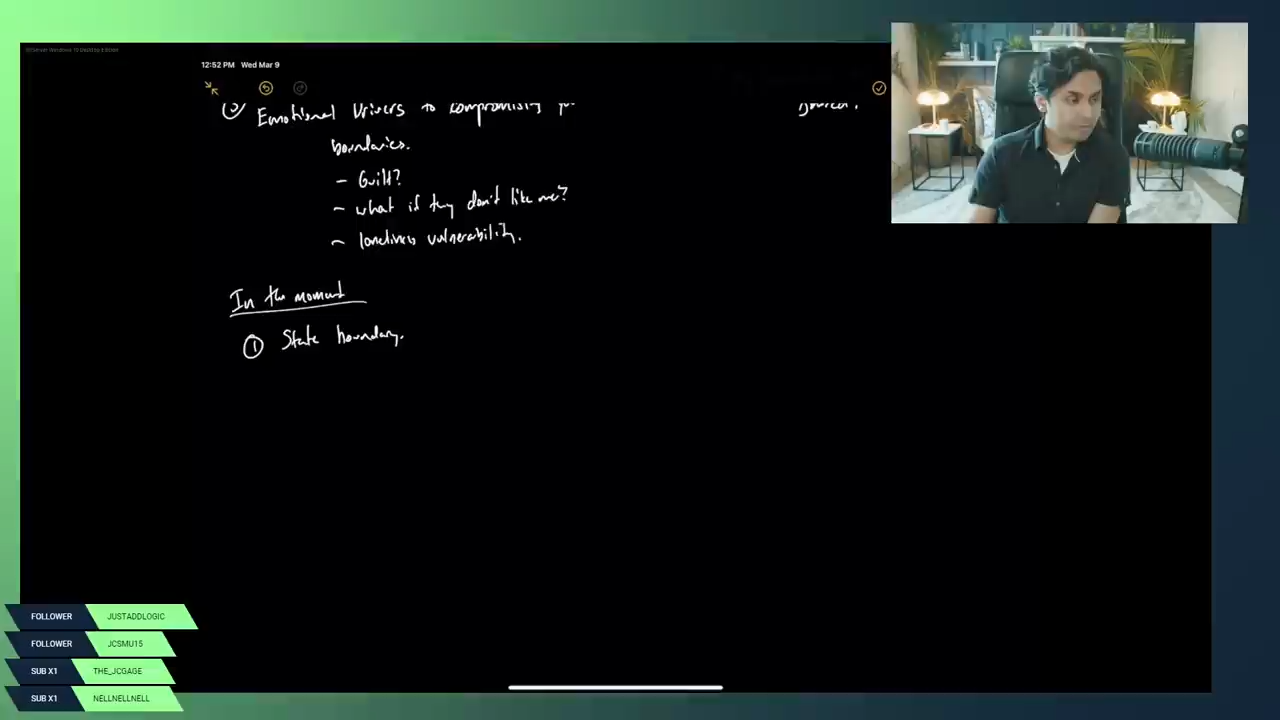 12:52 PM Wed Mar 9
Emotional Drivers to compromising
boundaries.
- Guilt?
- what if they don't like me?
- loneliness vulnerability.
In the moment
① State boundary.
FOLLOWER JUSTADDLOGIC
FOLLOWER JCSMU15
SUB X1 THE_JCGAGE
SUB X1 NELLNELLNELL